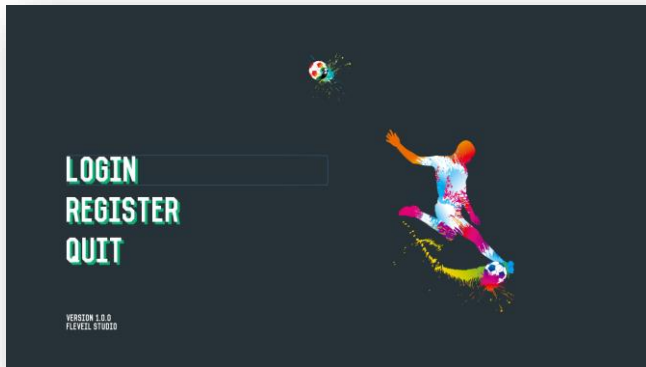 LOGIN
REGISTER
QUIT
VERSION 1.0.0
FLEVEIL STUDIO